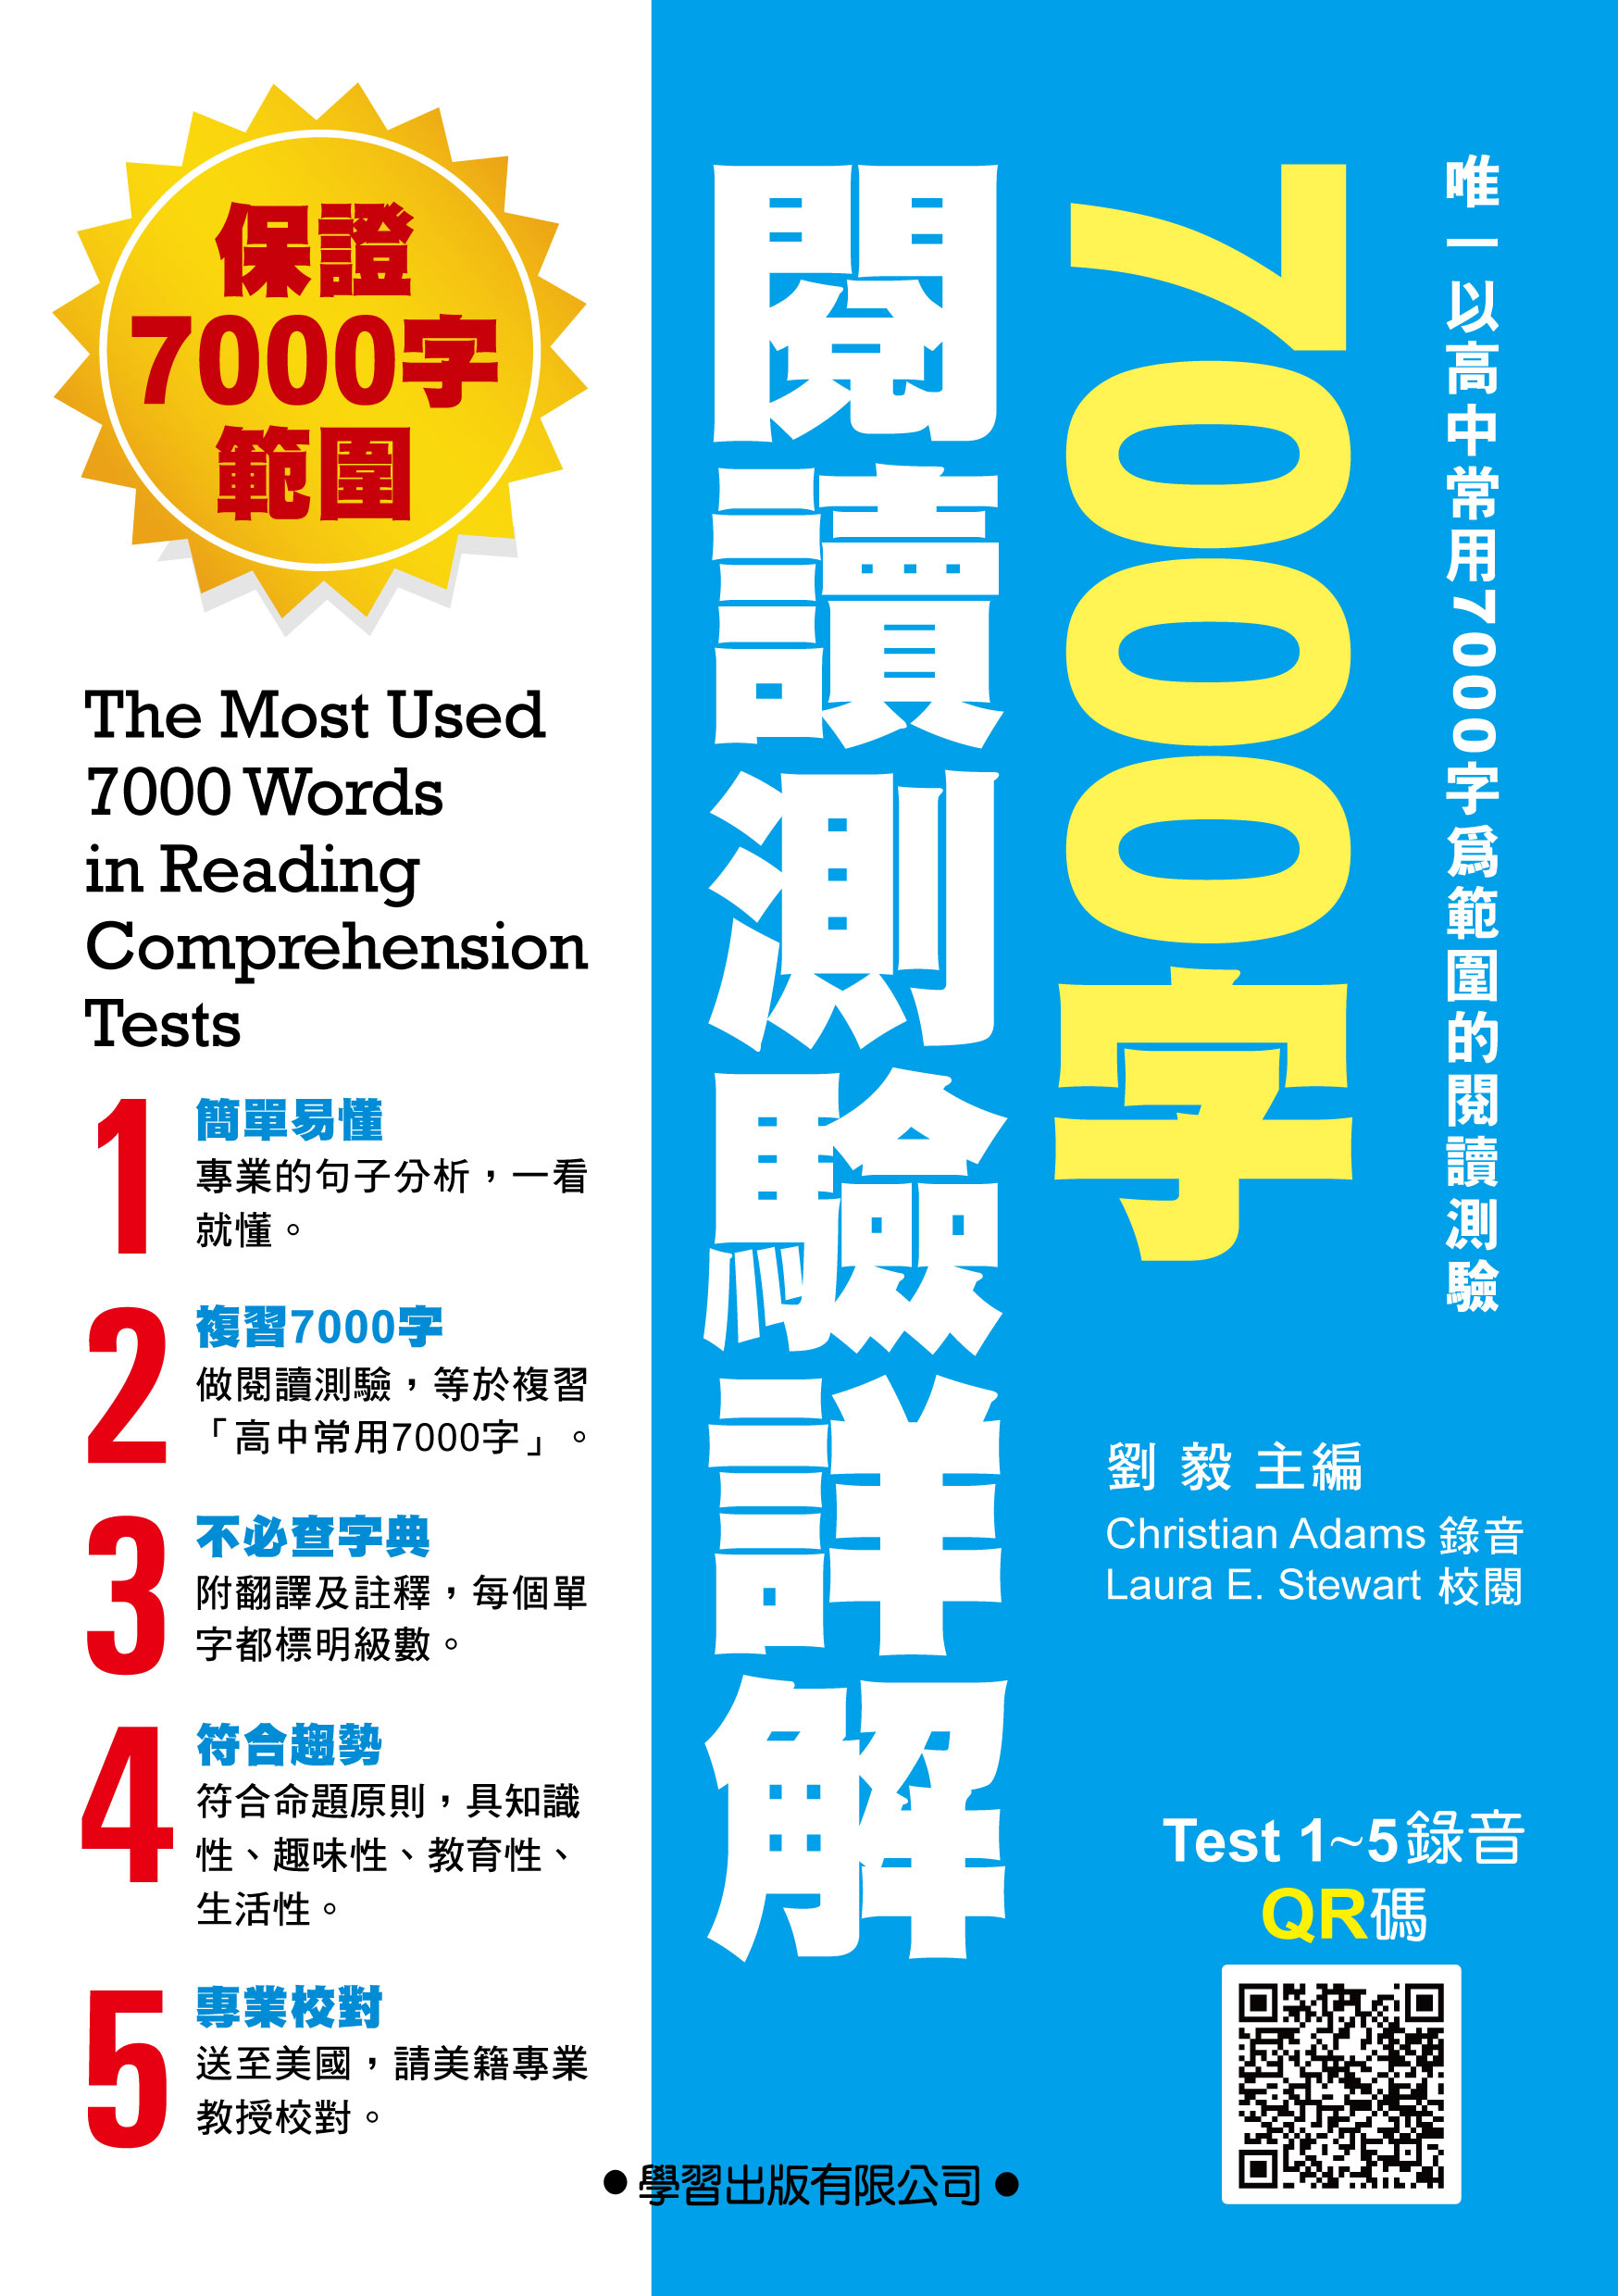 唯一以高中常用7000字爲範圍的閱讀測驗
7000字
閱讀測驗詳解
保證
7000字
範圍
The Most Used
7000 Words
in Reading
Comprehension
Tests
1
簡單易懂
專業的句子分析，一看
就懂。
2
複習7000字
做閱讀測驗，等於複習
「高中常用7000字」。
3
不必查字典
附翻譯及註釋，每個單
字都標明級數。
4
符合趨勢
符合命題原則，具知識
性、趣味性、教育性、
生活性。
5
專業校對
送至美國，請美籍專業
教授校對。
劉 毅 主編
Christian Adams 錄音
Laura E. Stewart 校閱
Test 1~5錄音
QR碼
●學習出版有限公司●